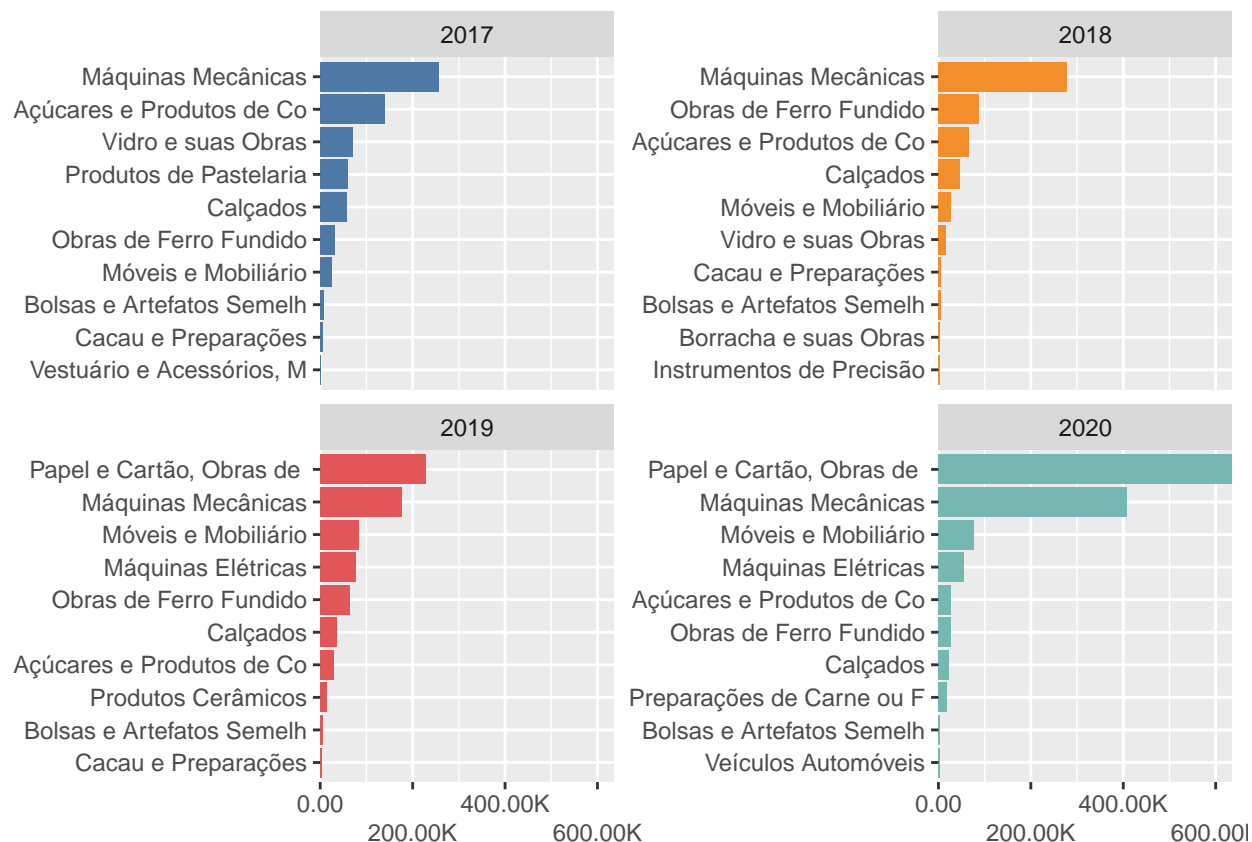 2017
Máquinas Mecânicas
Açúcares e Produtos de Co
Vidro e suas Obras
Produtos de Pastelaria
Calçados
Obras de Ferro Fundido
Móveis e Mobiliário
Bolsas e Artefatos Semelh
Cacau e Preparações
Vestuário e Acessórios, M
2018
Máquinas Mecânicas
Obras de Ferro Fundido
Açúcares e Produtos de Co
Calçados
Móveis e Mobiliário
Vidro e suas Obras
Cacau e Preparações
Bolsas e Artefatos Semelh
Borracha e suas Obras
Instrumentos de Precisão
2019
Papel e Cartão, Obras de
Máquinas Mecânicas
Móveis e Mobiliário
Máquinas Elétricas
Obras de Ferro Fundido
Calçados
Açúcares e Produtos de Co
Produtos Cerâmicos
Bolsas e Artefatos Semelh
Cacau e Preparações
0.00 400.00K
200.00K 600.00K
2020
Papel e Cartão, Obras de
Máquinas Mecânicas
Móveis e Mobiliário
Máquinas Elétricas
Açúcares e Produtos de Co
Obras de Ferro Fundido
Calçados
Preparações de Carne ou F
Bolsas e Artefatos Semelh
Veículos Automóveis
0.00 400.00K
200.00K 600.00